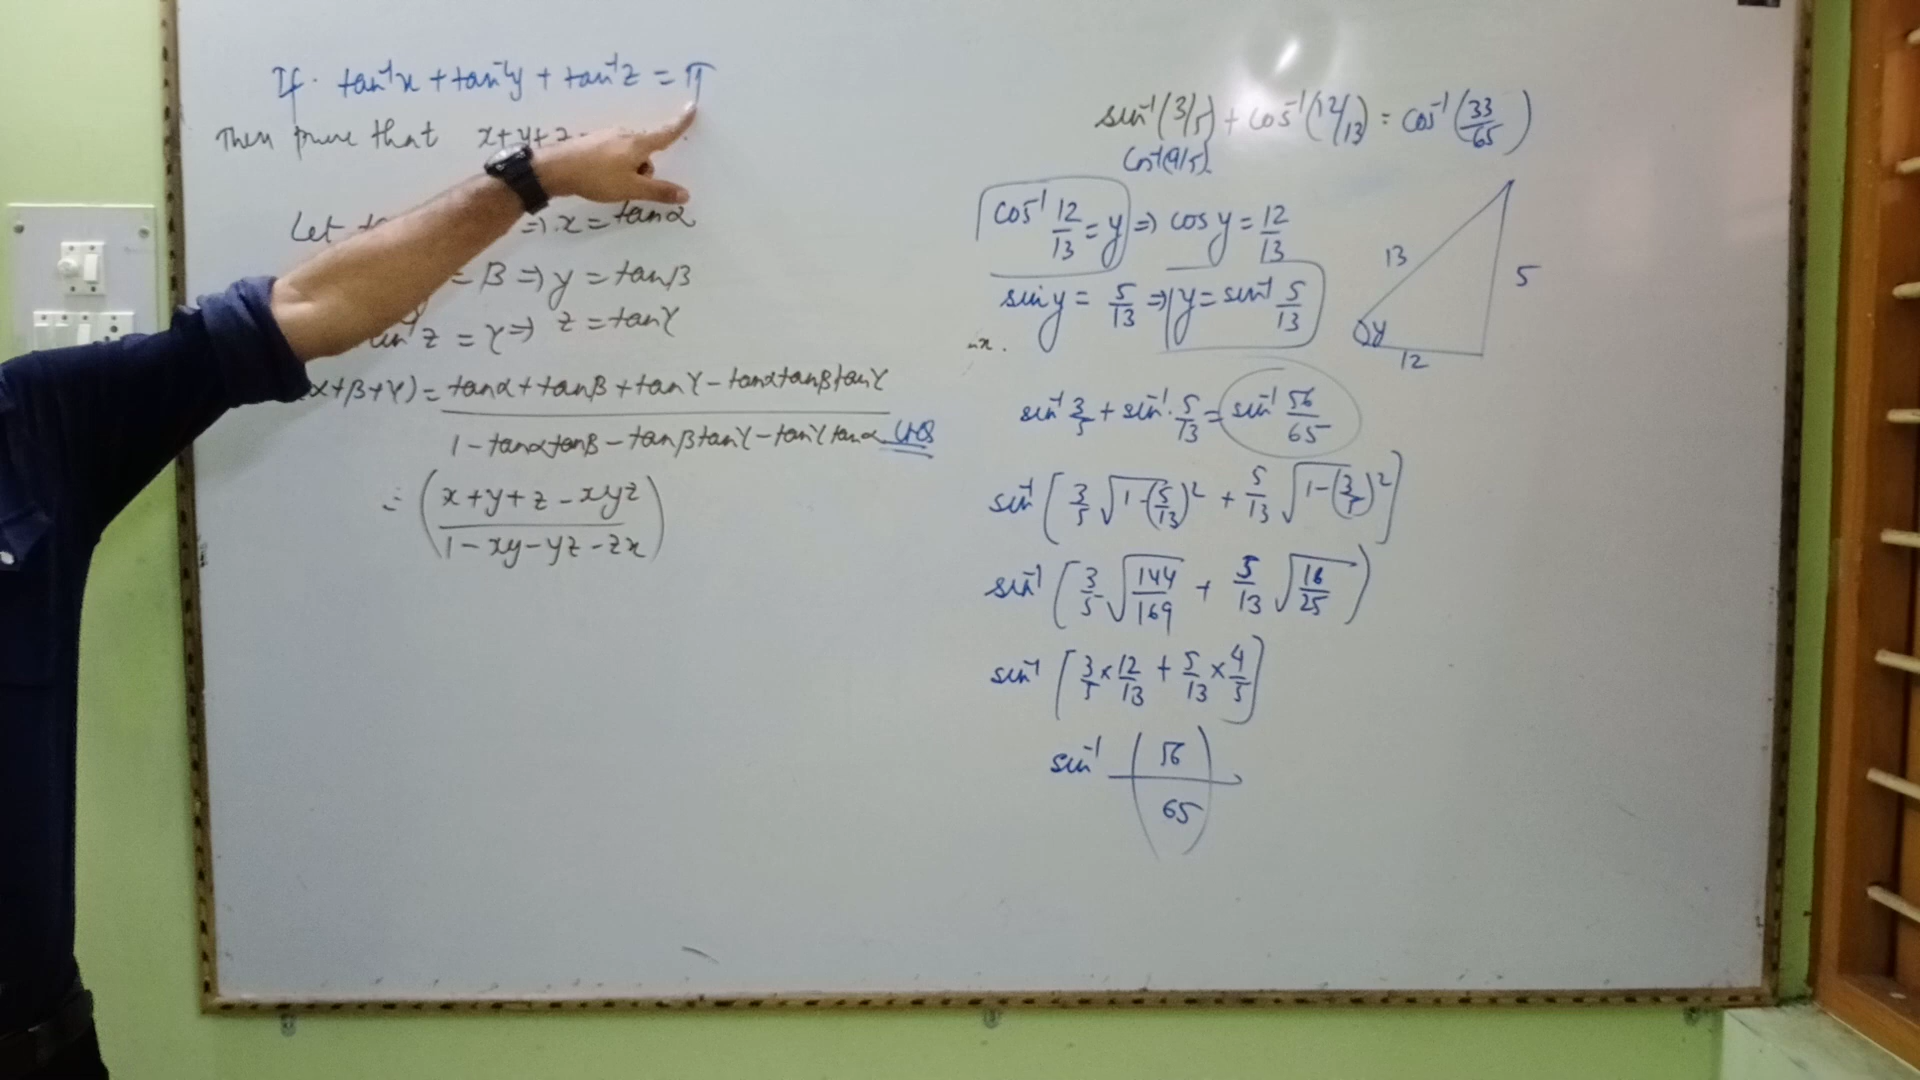 If tan⁻¹x + tan⁻¹y + tan⁻¹z = π
Then prove that x+y+z
Let ⇒ x = tanα
= β ⇒ y = tanβ
z = γ ⇒ z = tanγ
α+β+γ) = tanα + tanβ + tanγ - tanα tanβ tanγ
1 - tanα tanβ - tanβ tanγ - tanγ tanα
= (x+y+z - xyz
1 - xy - yz - zx)
sin⁻¹(3/5) + cos⁻¹(12/13) = cos⁻¹(33/65)
cos⁻¹ 12/13 = y ⇒ cos y = 12/13
sin y = 5/13 ⇒ y = sin⁻¹ 5/13
13
5
y
12
sin⁻¹ 3/5 + sin⁻¹ 5/13 = sin⁻¹ 56/65
sin⁻¹ [3/5 √1-(5/13)² + 5/13 √1-(3/5)²]
sin⁻¹ (3/5 √144/169 + 5/13 √16/25)
sin⁻¹ [3/5 × 12/13 + 5/13 × 4/5]
sin⁻¹ (56
65)